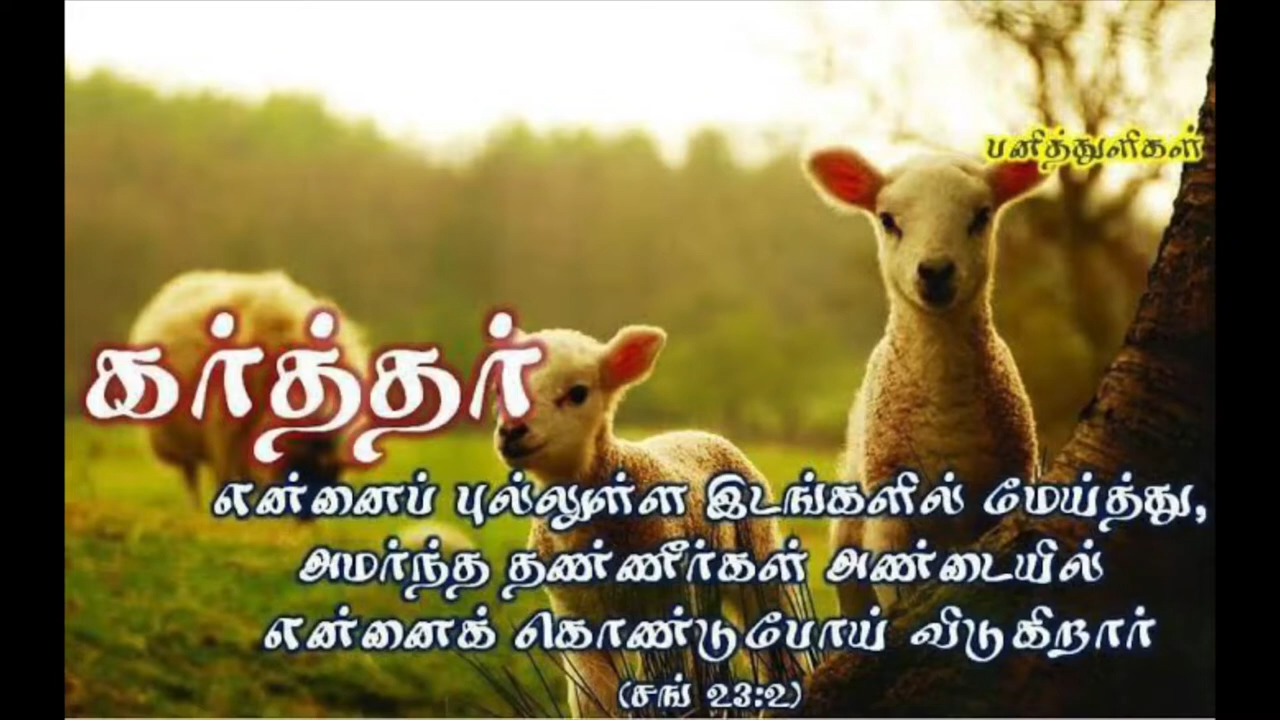 பனித்துளிகள்
கர்த்தர்
என்னைப் புல்லுள்ள இடங்களில் மேய்த்து,
அமர்ந்த தண்ணீர்கள் அண்டையில்
என்னைக் கொண்டுபோய் விடுகிறார்
(சங் 23:2)